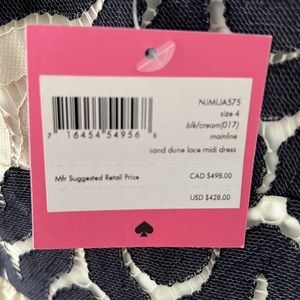 NJMUA575
size 4
blk/cream(017)
mainline
7 16454 54956 8
sand dune lace midi dress
Mfr Suggested Retail Price
CAD $498.00
USD $428.00